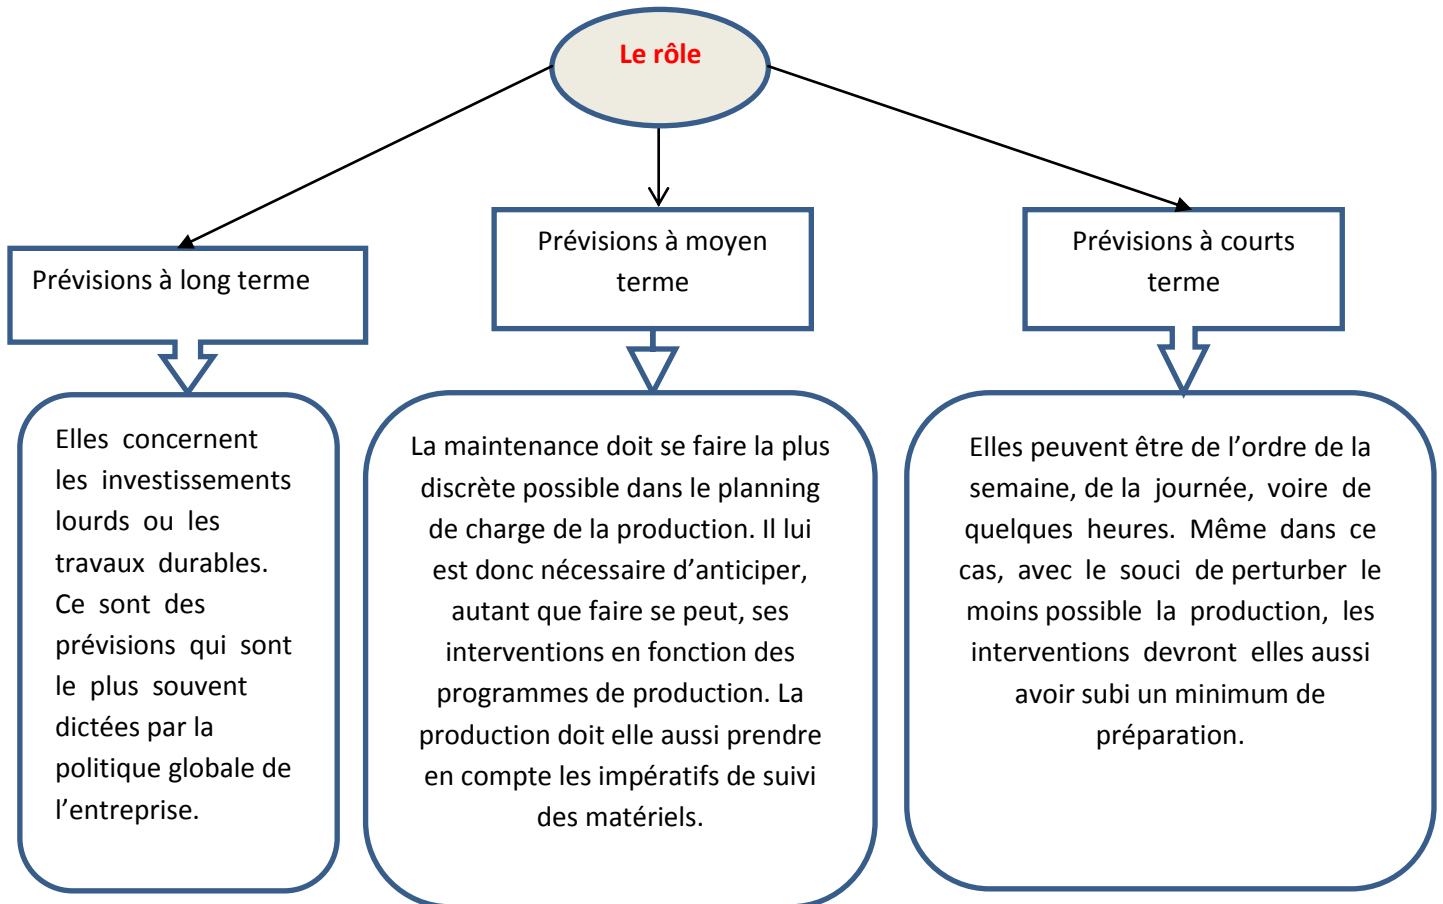 Le rôle
Prévisions à long terme
Prévisions à moyen
terme
Prévisions à courts
terme
Elles concernent
les investissements
lourds ou les
travaux durables.
Ce sont des
prévisions qui sont
le plus souvent
dictées par la
politique globale de
l’entreprise.
La maintenance doit se faire la plus
discrète possible dans le planning
de charge de la production. Il lui
est donc nécessaire d’anticiper,
autant que faire se peut, ses
interventions en fonction des
programmes de production. La
production doit elle aussi prendre
en compte les impératifs de suivi
des matériels.
Elles peuvent être de l’ordre de la
semaine, de la journée, voire de
quelques heures. Même dans ce
cas, avec le souci de perturber le
moins possible la production, les
interventions devront elles aussi
avoir subi un minimum de
préparation.